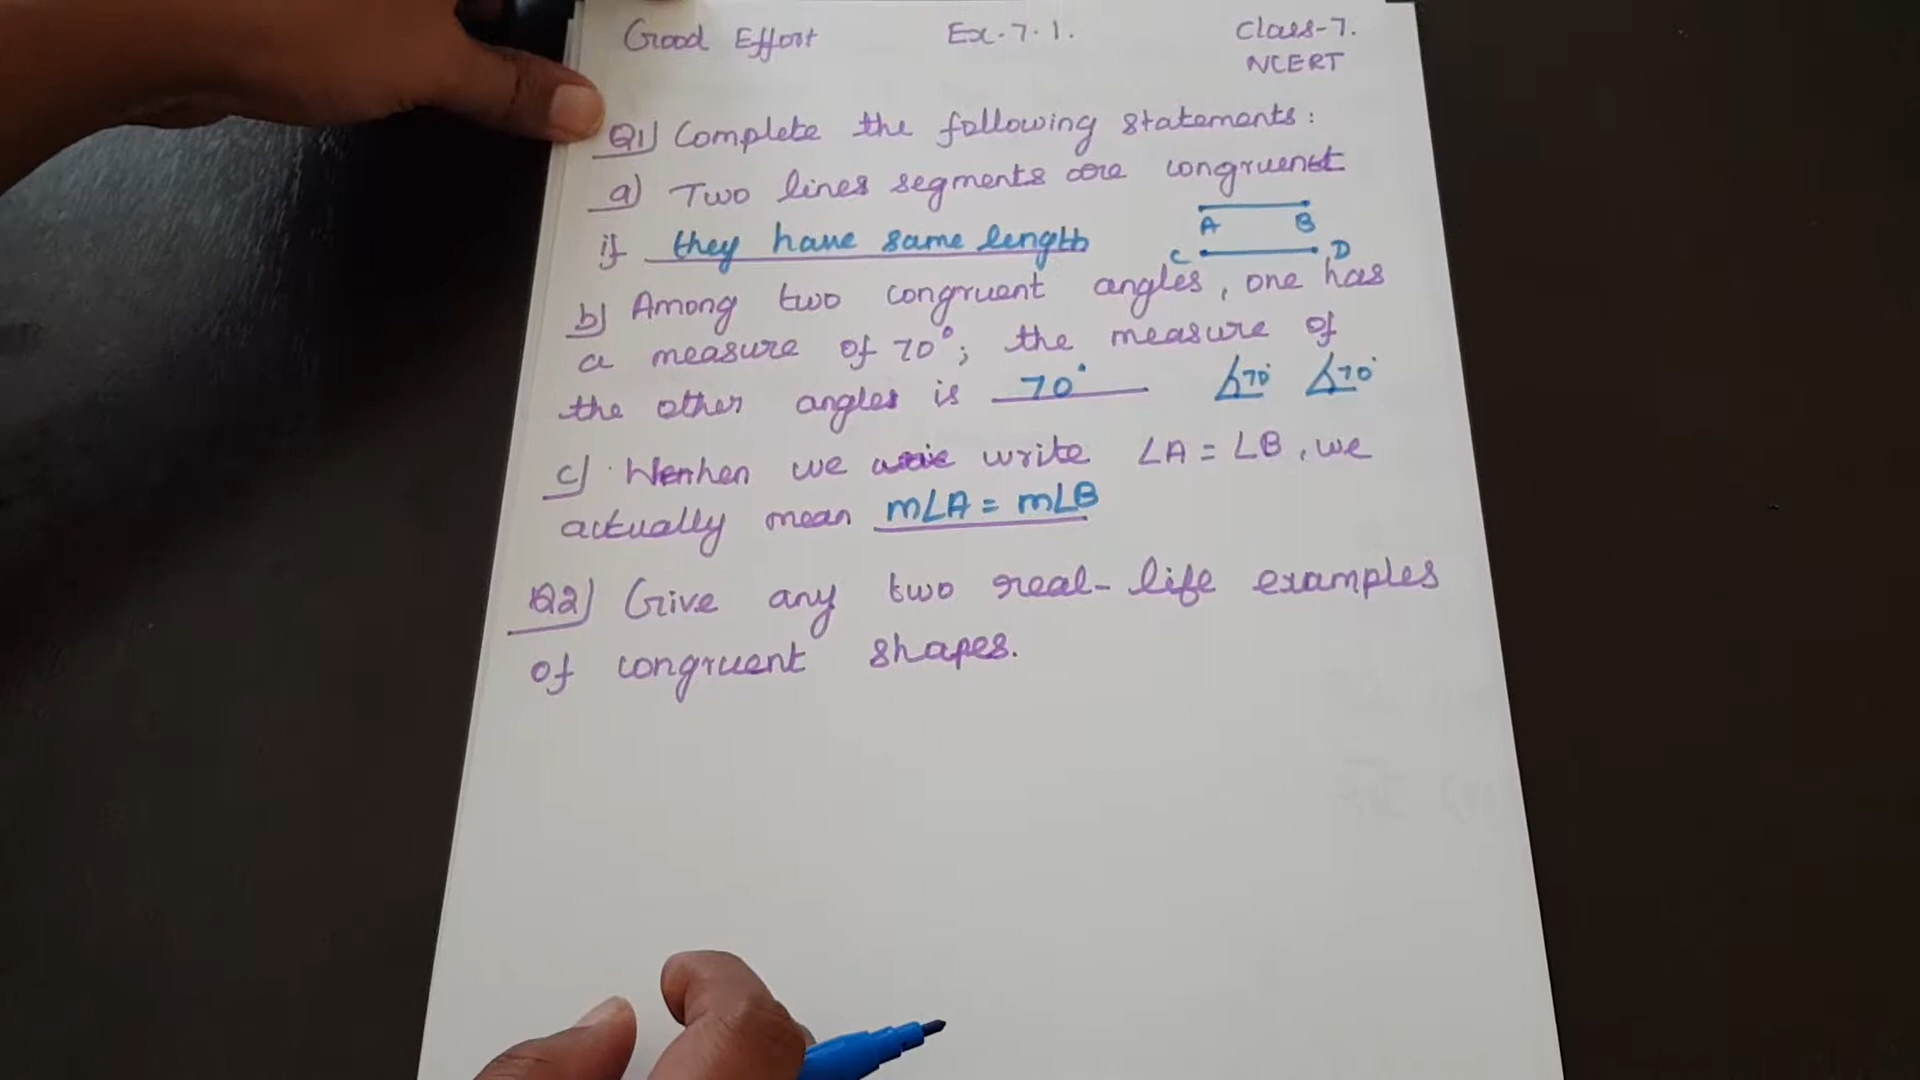 Good Effort Ex.7.1. Class-7.
NCERT
Q1) Complete the following statements:
a) Two lines segments are congruent
if they have same length
A B
C D
b) Among two congruent angles, one has
a measure of 70°; the measure of
the other angles is 70° 70° 70°
c) When we write ∠A = ∠B, we
actually mean m∠A = m∠B
Q2) Give any two real-life examples
of congruent shapes.